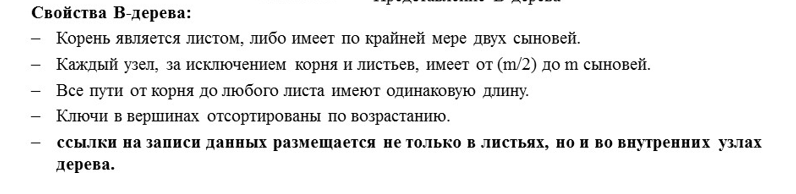 Свойства В-дерева:
– Корень является листом, либо имеет по крайней мере двух сыновей.
– Каждый узел, за исключением корня и листьев, имеет от (m/2) до m сыновей.
– Все пути от корня до любого листа имеют одинаковую длину.
– Ключи в вершинах отсортированы по возрастанию.
– ссылки на записи данных размещается не только в листьях, но и во внутренних узлах
дерева.